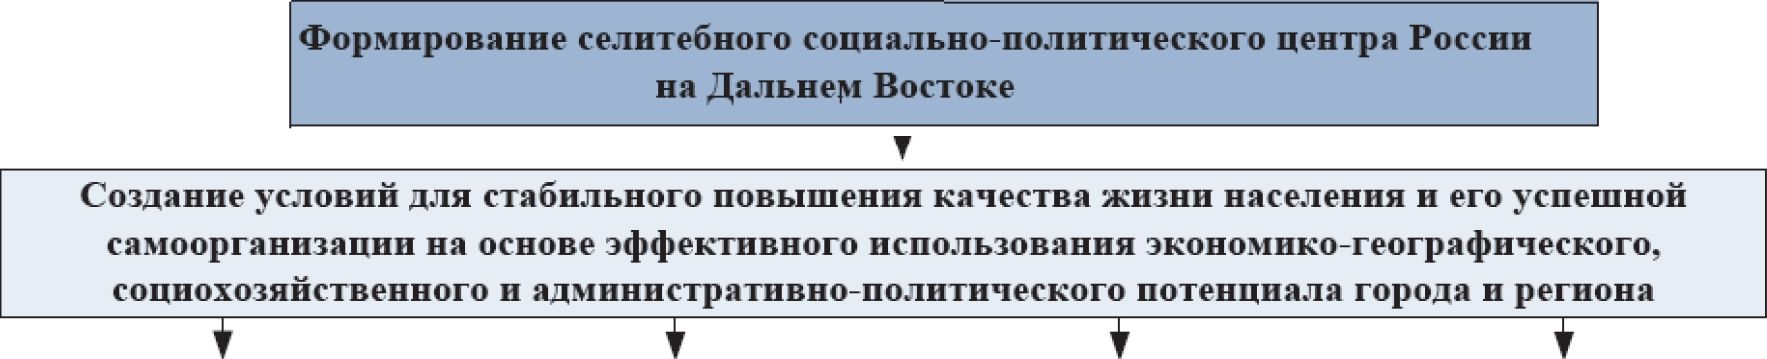 Формирование селитебного социально-политического центра России
на Дальнем Востоке
Создание условий для стабильного повышения качества жизни населения и его успешной
самоорганизации на основе эффективного использования экономико-географического,
социохозяйственного и административно-политического потенциала города и региона